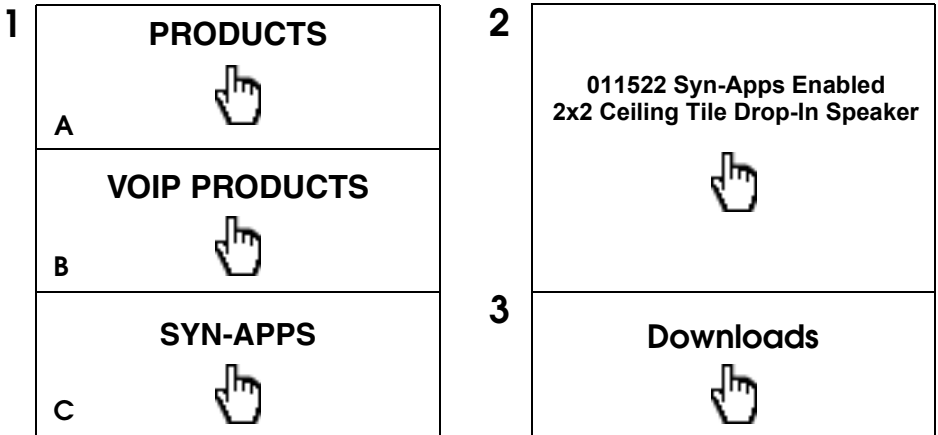 1
PRODUCTS
A
VOIP PRODUCTS
B
SYN-APPS
C
2
011522 Syn-Apps Enabled
2x2 Ceiling Tile Drop-In Speaker
3
Downloads